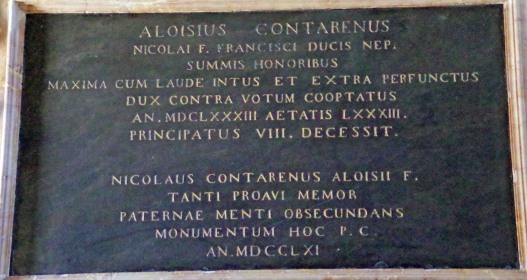 ALOISIUS CONTARENUS
NICOLAI F. FRANCISCI DUCIS NEP.
SUMMIS HONORIBUS
MAXIMA CUM LAUDE INTUS ET EXTRA PERFUNCTUS
DUX CONTRA VOTUM COOPTATUS
AN. MDCLXXXIII AETATIS LXXXIII.
PRINCIPATUS VIII. DECESSIT.
NICOLAUS CONTARENUS ALOISII F.
TANTI PROAVI MEMOR
PATERNAE MENTI OBSECUNDANS
MONUMENTUM HOC P. C.
AN. MDCCLXI